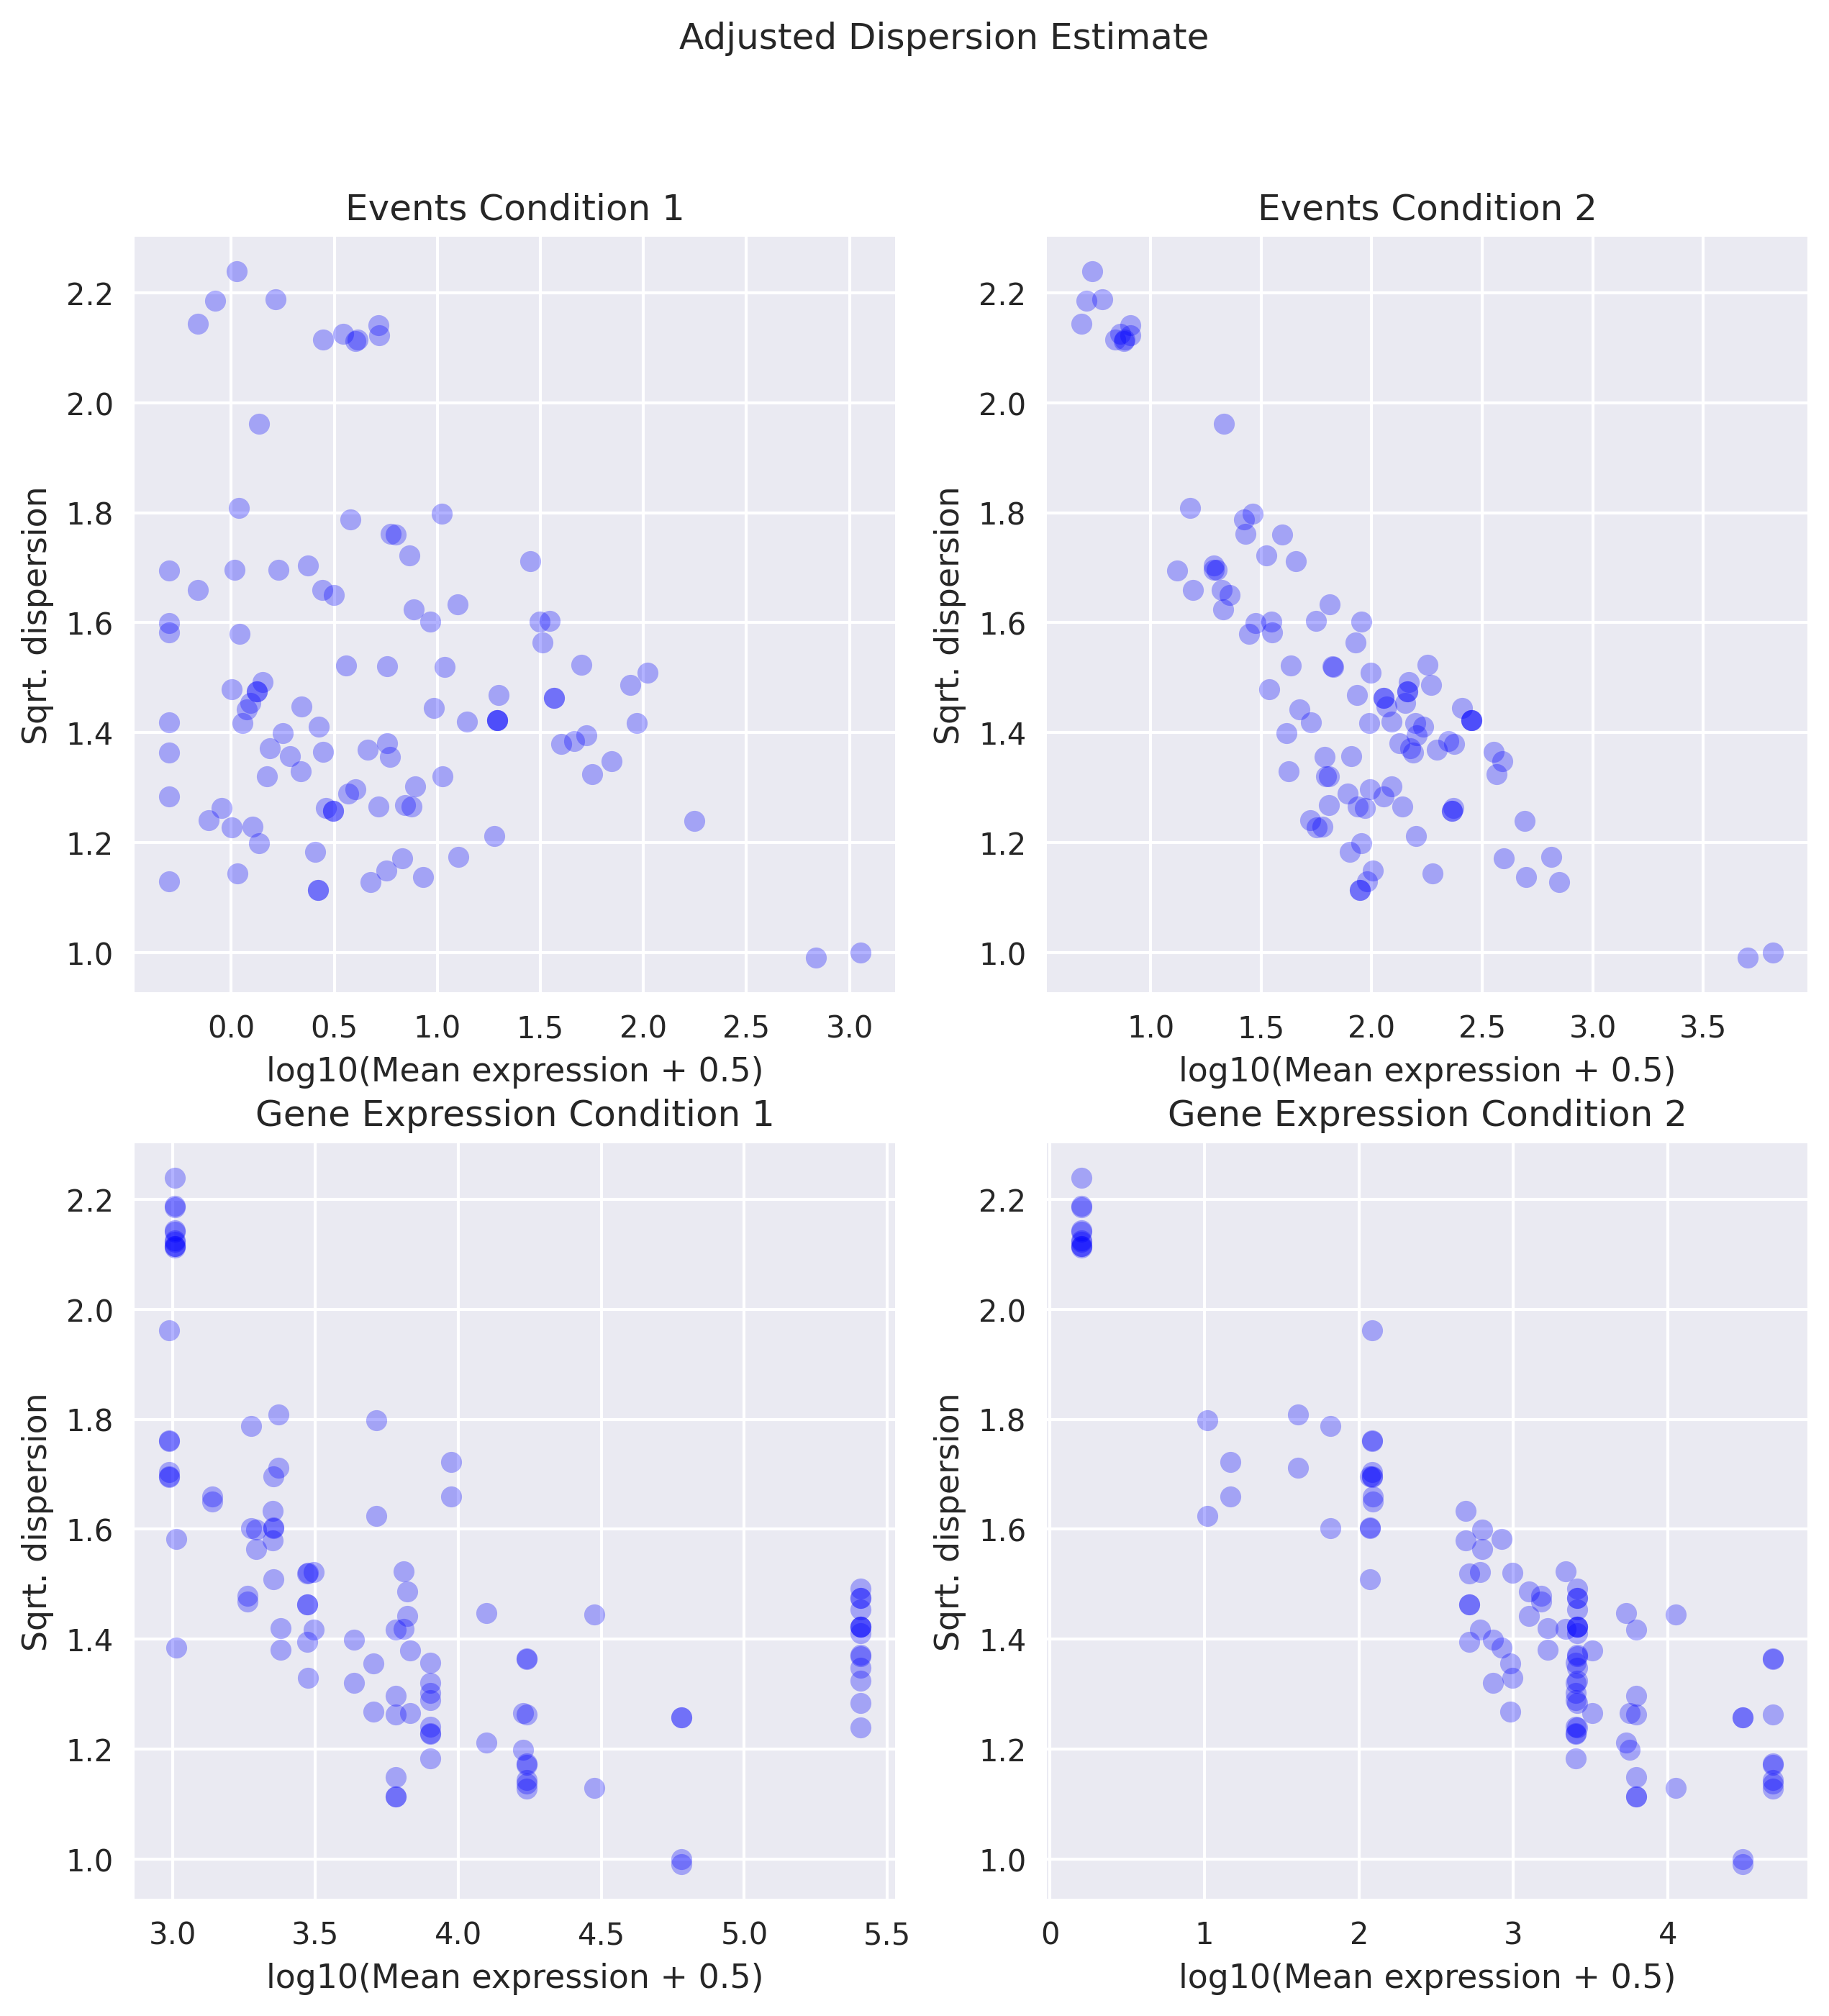 Adjusted Dispersion Estimate
Events Condition 1
Sqrt. dispersion
2.2
2.0
1.8
1.6
1.4
1.2
1.0
0.0 0.5 1.0 1.5 2.0 2.5 3.0
log10(Mean expression + 0.5)
Events Condition 2
Sqrt. dispersion
2.2
2.0
1.8
1.6
1.4
1.2
1.0
1.0 1.5 2.0 2.5 3.0 3.5
log10(Mean expression + 0.5)
Gene Expression Condition 1
Sqrt. dispersion
2.2
2.0
1.8
1.6
1.4
1.2
1.0
3.0 3.5 4.0 4.5 5.0 5.5
log10(Mean expression + 0.5)
Gene Expression Condition 2
Sqrt. dispersion
2.2
2.0
1.8
1.6
1.4
1.2
1.0
0 1 2 3 4
log10(Mean expression + 0.5)